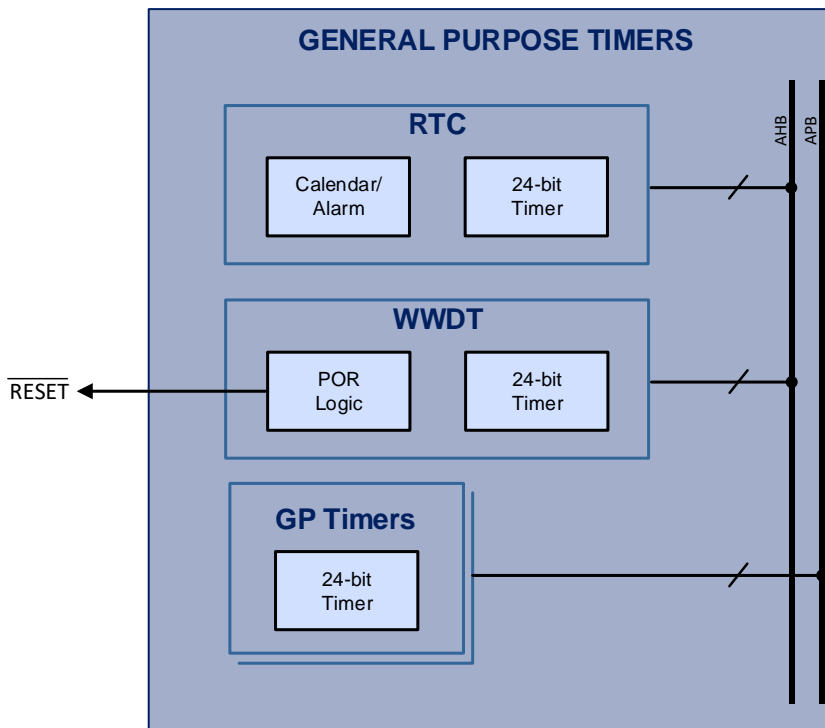 GENERAL PURPOSE TIMERS
AHB
APB
RTC
Calendar/
Alarm
24-bit
Timer
WWDT
RESET
POR
Logic
24-bit
Timer
GP Timers
24-bit
Timer